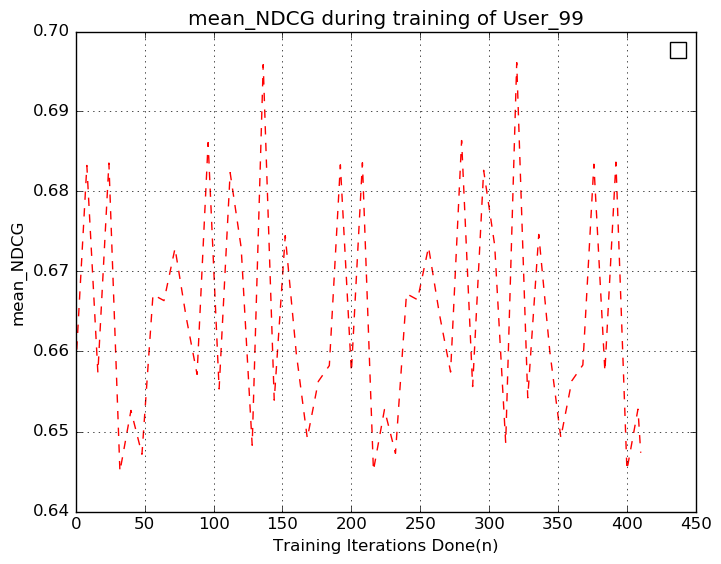 mean_NDCG during training of User_99
0.70
0.69
0.68
0.67
0.66
0.65
0.64
mean_NDCG
0 50 100 150 200 250 300 350 400 450
Training Iterations Done(n)